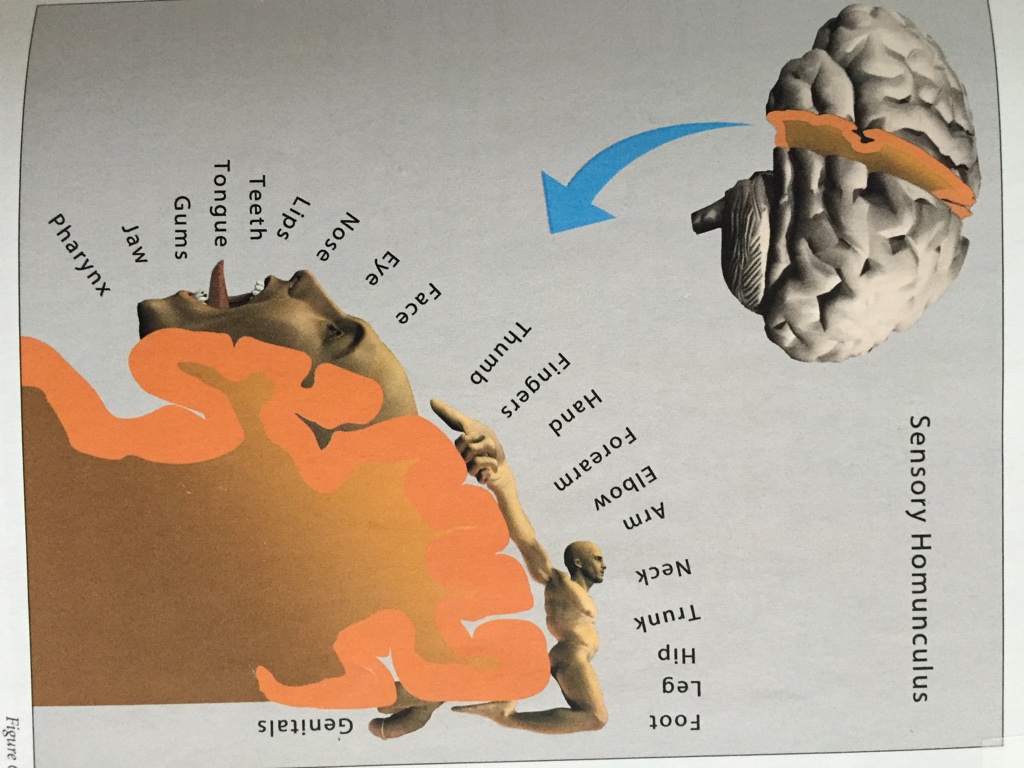 Sensory Homunculus
Foot
Leg
Hip
Trunk
Neck
Arm
Elbow
Forearm
Hand
Fingers
Thumb
Face
Eye
Nose
Lips
Teeth
Tongue
Gums
Jaw
Pharynx
Genitals
Figure